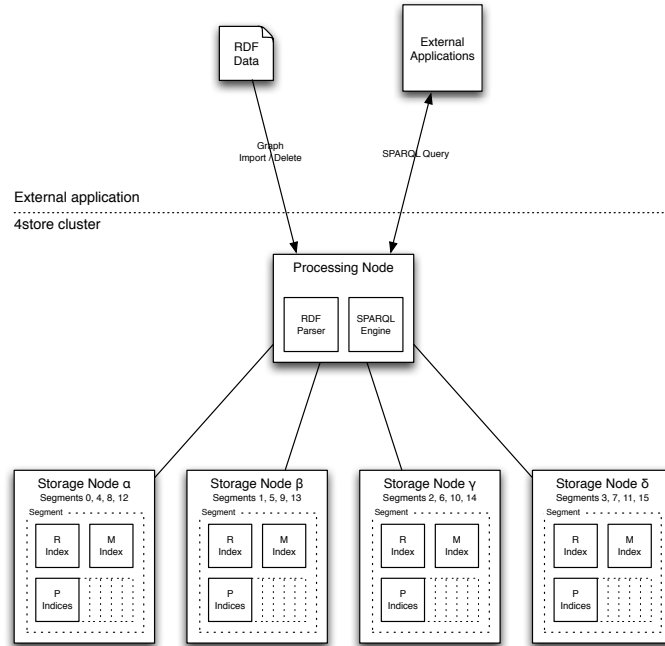 RDF
Data
External
Applications
Graph
Import / Delete
SPARQL Query
External application
4store cluster
Processing Node
RDF
Parser
SPARQL
Engine
Storage Node α
Segments 0, 4, 8, 12
Segment
R
Index
M
Index
P
Indices
Storage Node β
Segments 1, 5, 9, 13
Segment
R
Index
M
Index
P
Indices
Storage Node γ
Segments 2, 6, 10, 14
Segment
R
Index
M
Index
P
Indices
Storage Node δ
Segments 3, 7, 11, 15
Segment
R
Index
M
Index
P
Indices